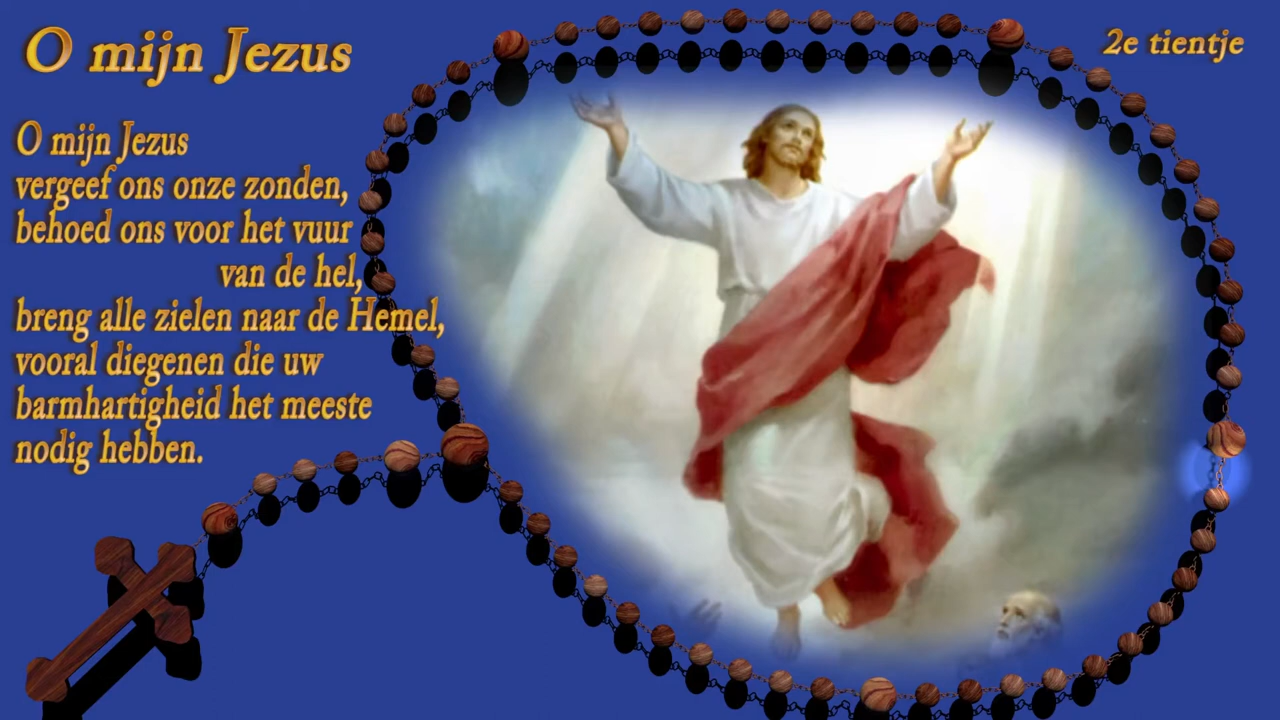 O mijn Jezus
2e tientje
O mijn Jezus
vergeef ons onze zonden,
behoed ons voor het vuur
van de hel,
breng alle zielen naar de Hemel,
vooral diegenen die uw
barmhartigheid het meeste
nodig hebben.